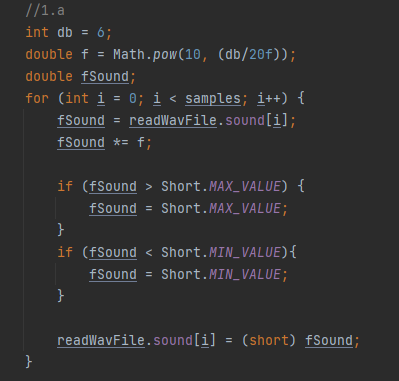 //1.a
int db = 6;
double f = Math.pow(10, (db/20f));
double fSound;
for (int i = 0; i < samples; i++) {
    fSound = readWavFile.sound[i];
    fSound *= f;

    if (fSound > Short.MAX_VALUE) {
        fSound = Short.MAX_VALUE;
    }
    if (fSound < Short.MIN_VALUE){
        fSound = Short.MIN_VALUE;
    }

    readWavFile.sound[i] = (short) fSound;
}